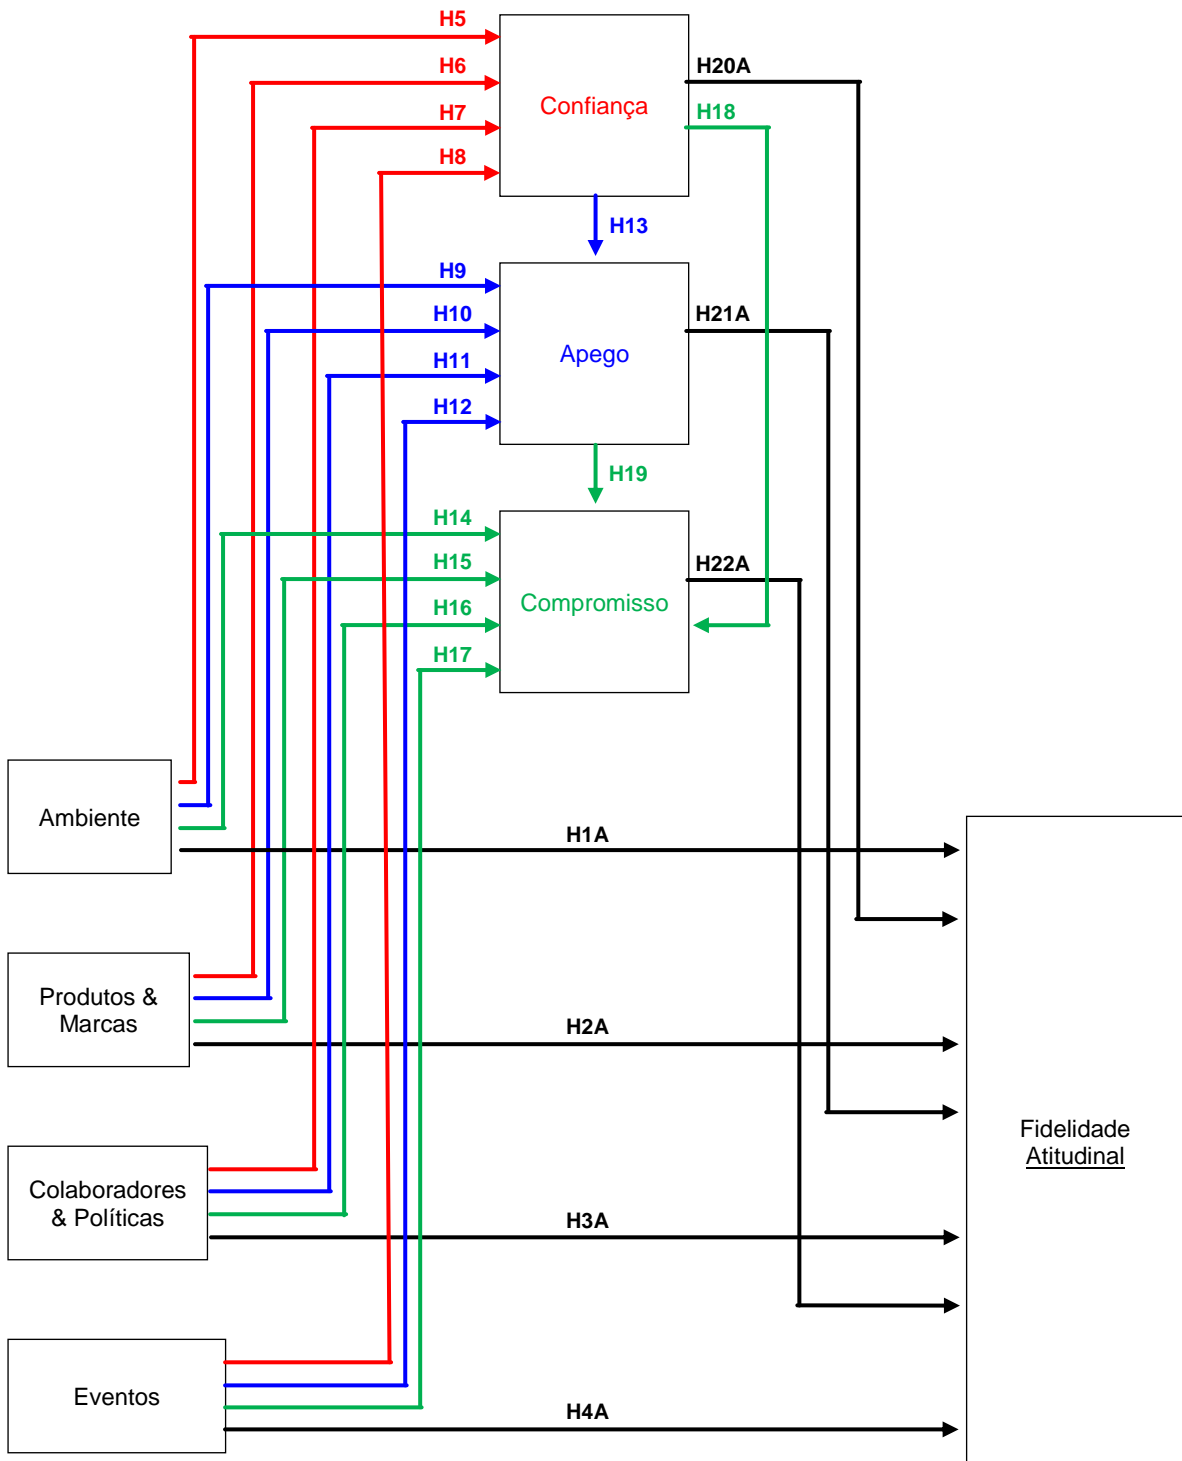 H5
H6
H7
H8
Confiança
H20A
H18
H13
H9
H10
H11
H12
Apego
H21A
H19
H14
H15
H16
H17
Compromisso
H22A
Ambiente
H1A
Produtos &
Marcas
H2A
Fidelidade
Atitudinal
Colaboradores
& Políticas
H3A
Eventos
H4A